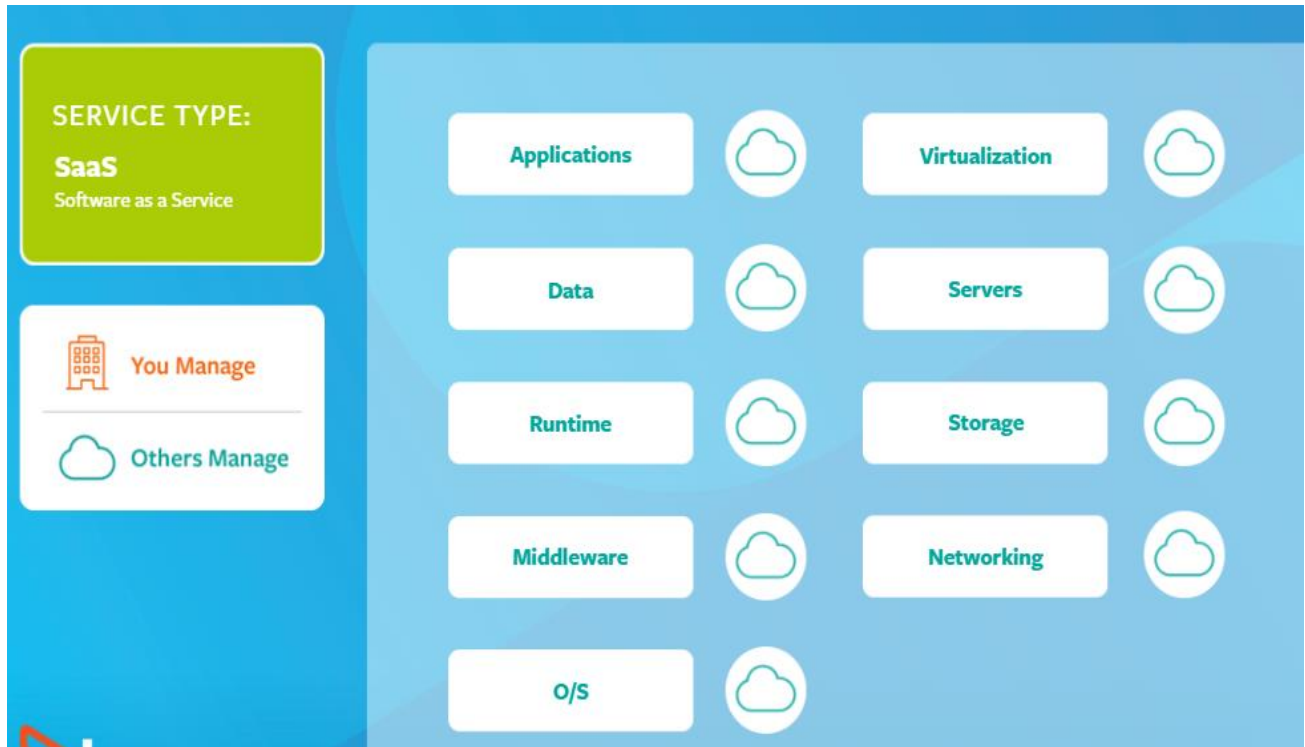 SERVICE TYPE:
SaaS
Software as a Service
You Manage
Others Manage
Applications
Virtualization
Data
Servers
Runtime
Storage
Middleware
Networking
O/S